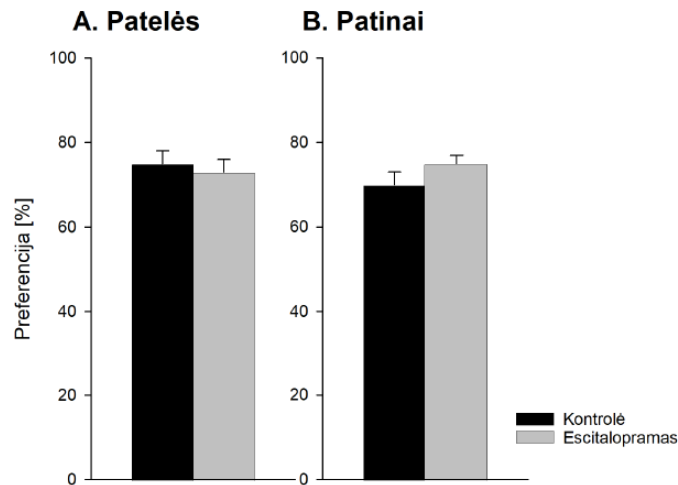 A. Patelės
B. Patinai
Preferencija [%]
100
80
60
40
20
0
100
80
60
40
20
0
Kontrolė
Escitalopramas